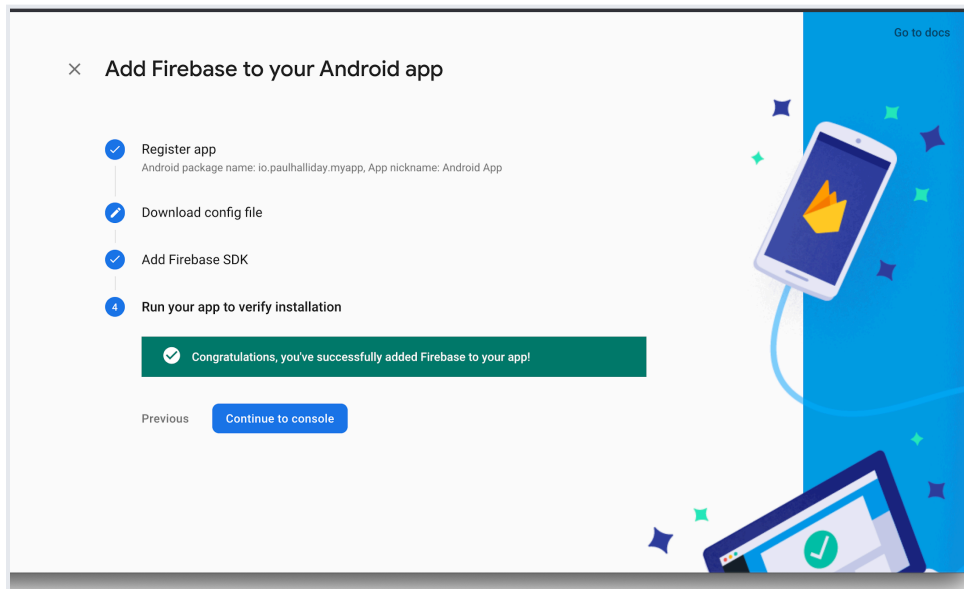 Go to docs
Add Firebase to your Android app
Register app
Android package name: io.paulhalliday.myapp, App nickname: Android App
Download config file
Add Firebase SDK
4
Run your app to verify installation
Congratulations, you've successfully added Firebase to your app!
Previous
Continue to console